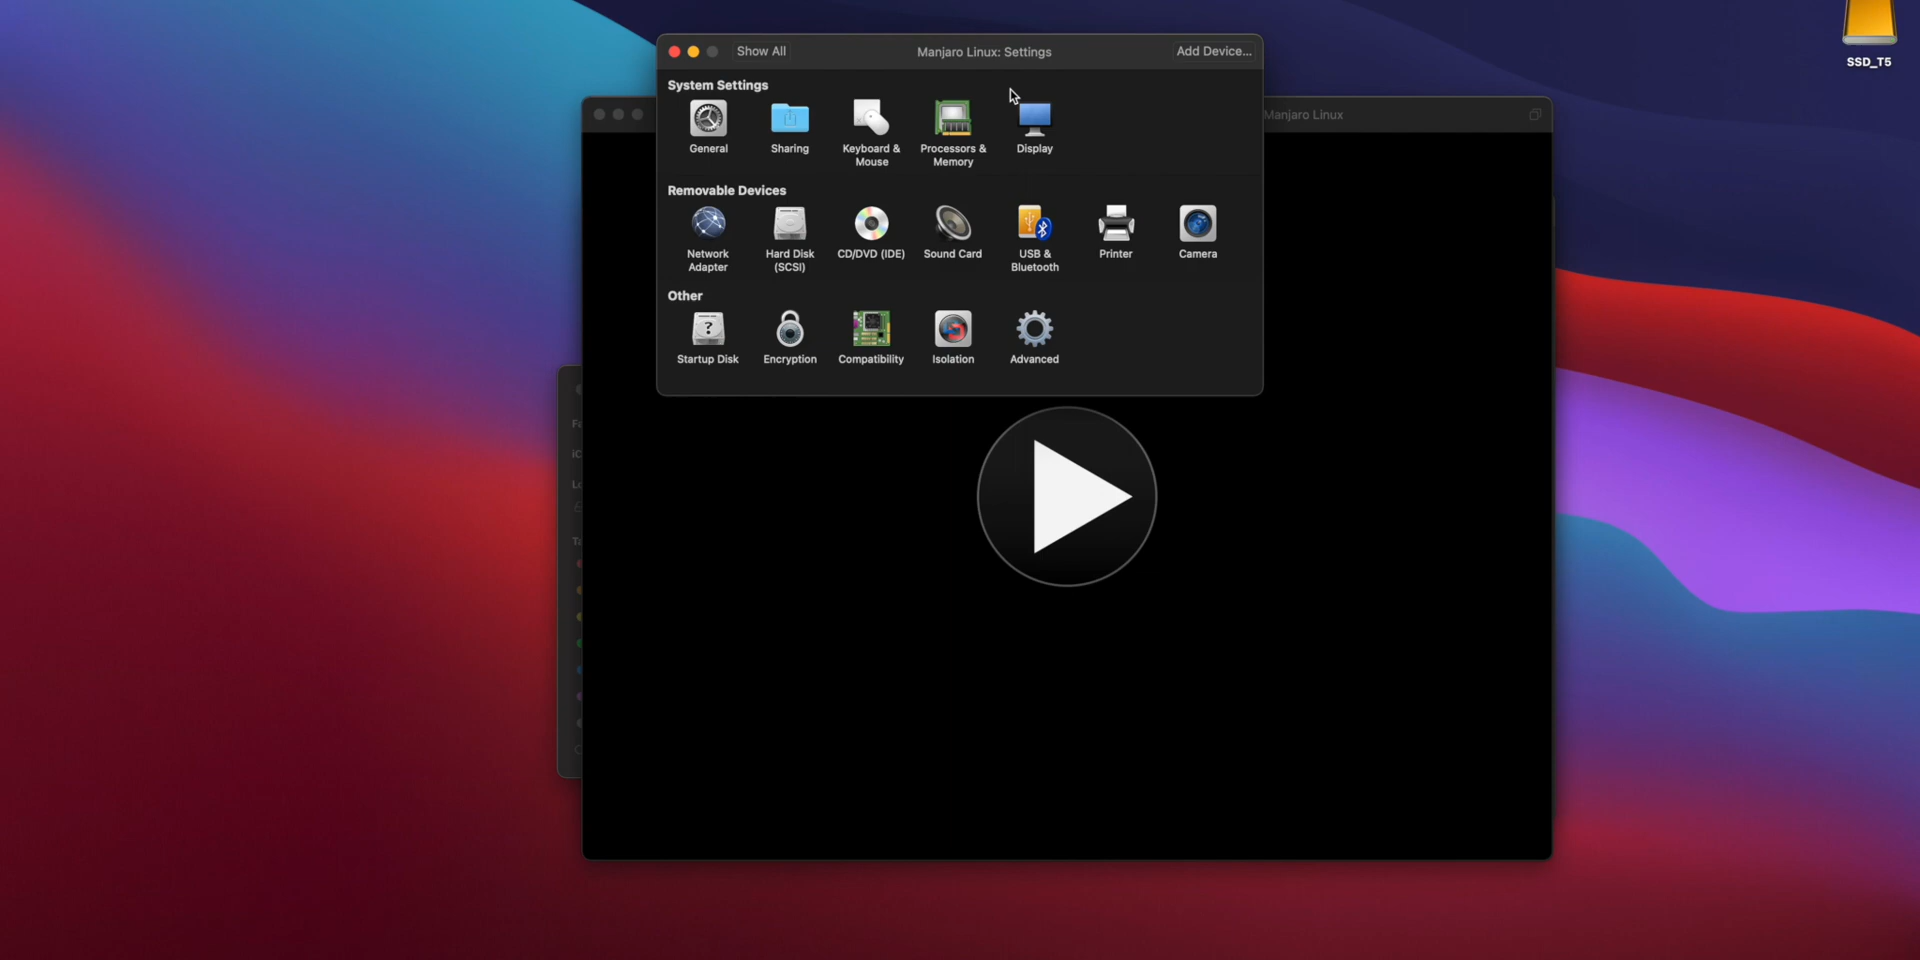 Show All
Manjaro Linux: Settings
Add Device...
SSD_T5
System Settings
General
Sharing
Keyboard &
Mouse
Processors &
Memory
Display
Manjaro Linux
Removable Devices
Network
Adapter
Hard Disk
(SCSI)
CD/DVD (IDE)
Sound Card
USB &
Bluetooth
Printer
Camera
Other
Startup Disk
Encryption
Compatibility
Isolation
Advanced